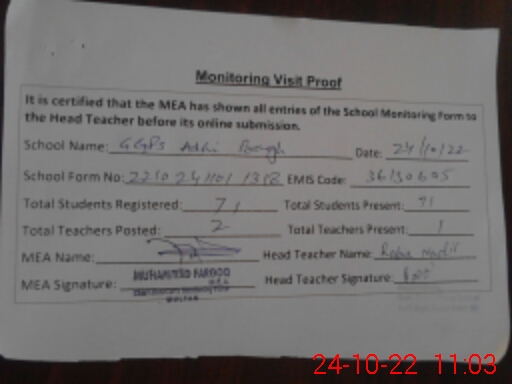 Monitoring Visit Proof
It is certified that the MEA has shown all entries of the School Monitoring Form to
the Head Teacher before its online submission.
School Name: GGPS Date: 24/10/22
School Form No: EMIS Code: 36130605
Total Students Registered: 71 Total Students Present: 71
Total Teachers Posted: 2 Total Teachers Present: 1
MEA Name: Head Teacher Name:
MEA Signature: MUHAMMAD FAROOQ Head Teacher Signature:
MULTAN
24-10-22 11:03